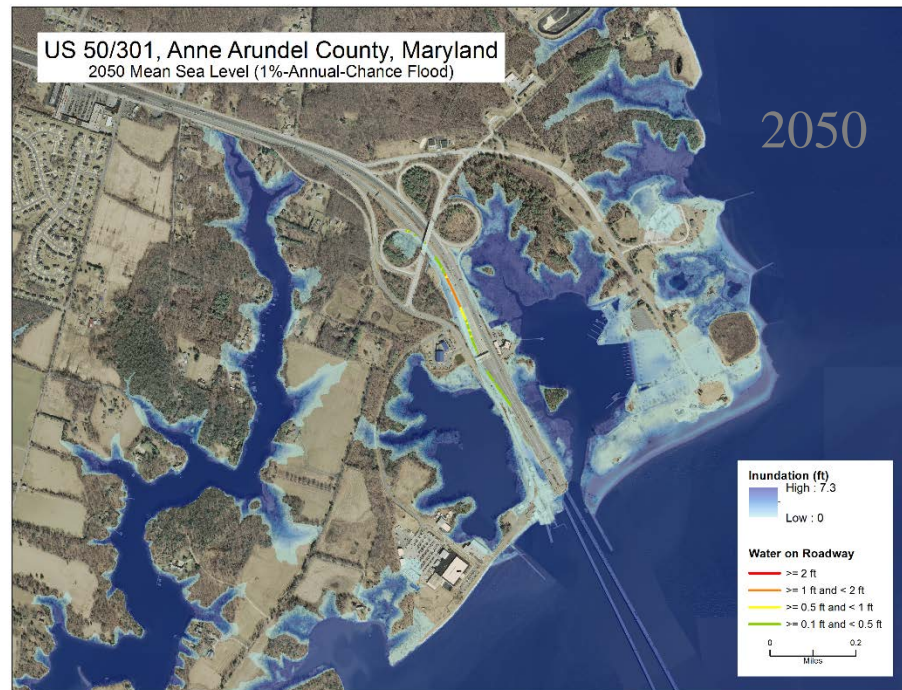 US 50/301, Anne Arundel County, Maryland
2050 Mean Sea Level (1%-Annual-Chance Flood)
2050
Inundation (ft)
High : 7.3
Low : 0
Water on Roadway
>= 2 ft
>= 1 ft and < 2 ft
>= 0.5 ft and < 1 ft
>= 0.1 ft and < 0.5 ft
0 0.2
Miles